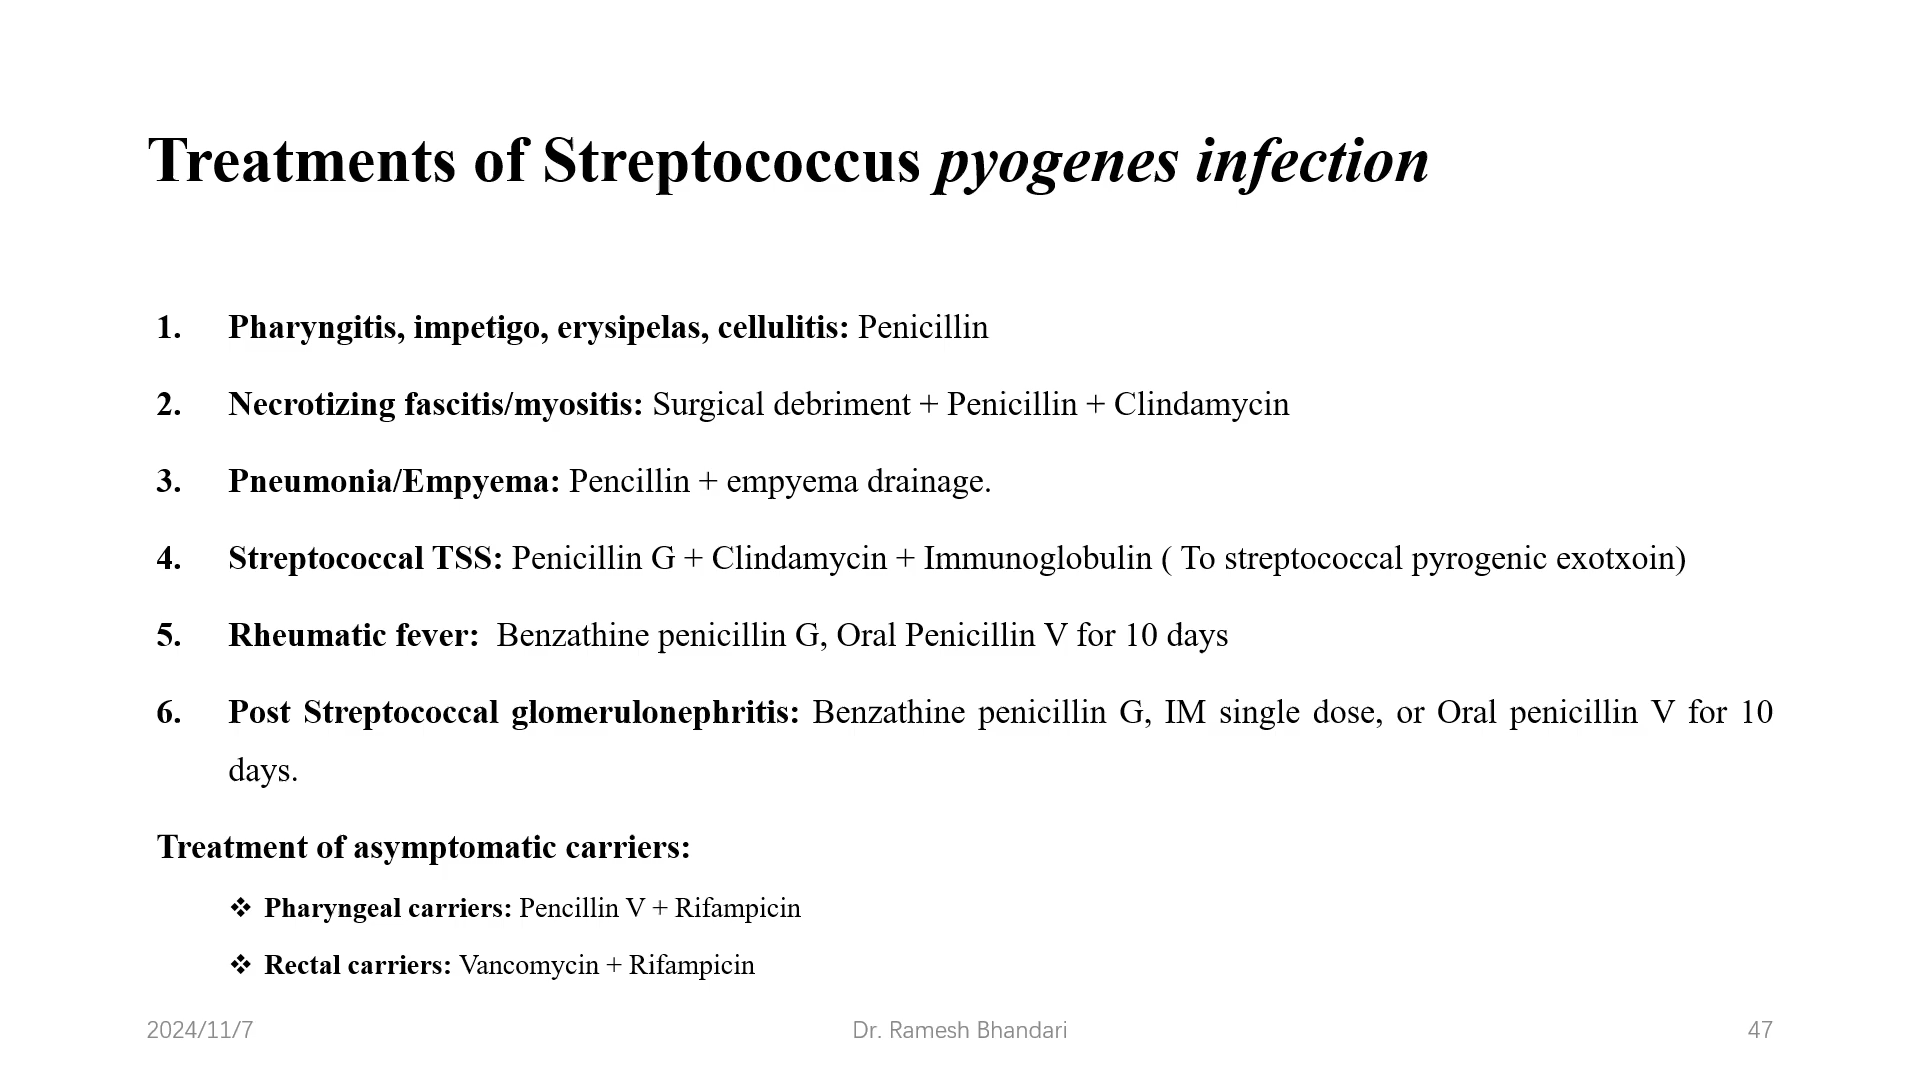 Treatments of Streptococcus pyogenes infection
1. Pharyngitis, impetigo, erysipelas, cellulitis: Penicillin
2. Necrotizing fascitis/myositis: Surgical debriment + Penicillin + Clindamycin
3. Pneumonia/Empyema: Pencillin + empyema drainage.
4. Streptococcal TSS: Penicillin G + Clindamycin + Immunoglobulin ( To streptococcal pyrogenic exotxoin)
5. Rheumatic fever:  Benzathine penicillin G, Oral Penicillin V for 10 days
6. Post Streptococcal glomerulonephritis: Benzathine penicillin G, IM single dose, or Oral penicillin V for 10
days.
Treatment of asymptomatic carriers:
❖ Pharyngeal carriers: Pencillin V + Rifampicin
❖ Rectal carriers: Vancomycin + Rifampicin
2024/11/7 Dr. Ramesh Bhandari 47